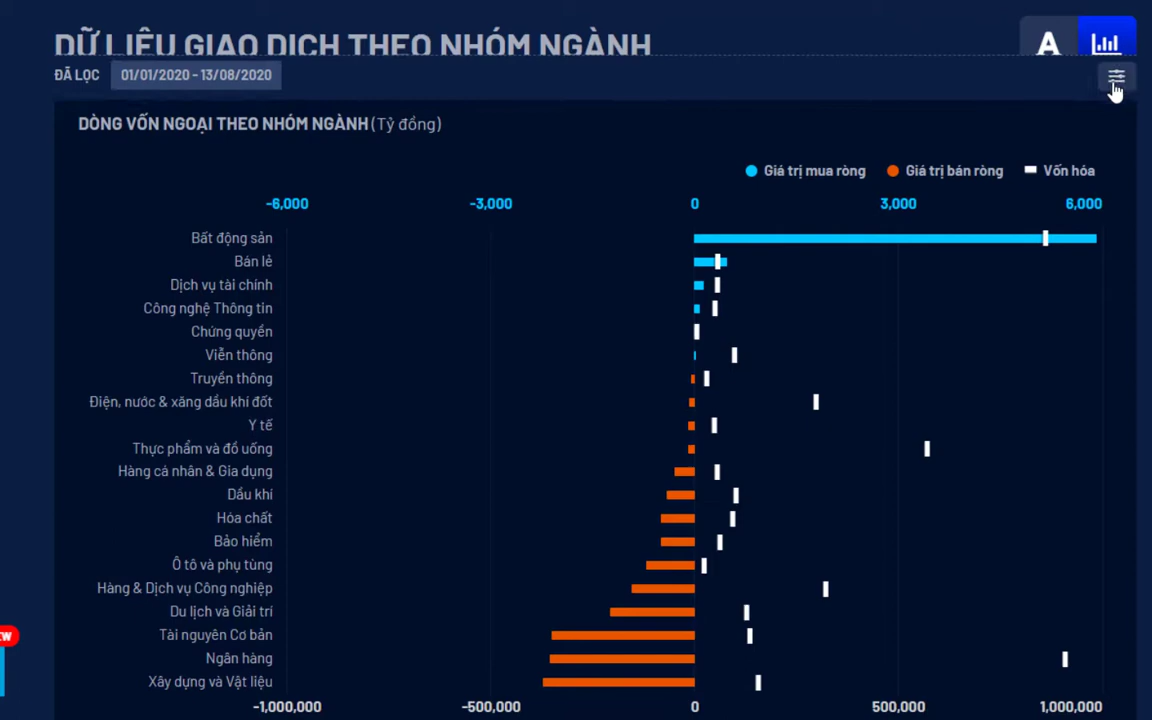 DỮ LIỆU GIAO DỊCH THEO NHÓM NGÀNH
A
ĐÃ LỌC 01/01/2020 - 13/08/2020
DÒNG VỐN NGOẠI THEO NHÓM NGÀNH (Tỷ đồng)
Giá trị mua ròng Giá trị bán ròng Vốn hóa
-6,000 -3,000 0 3,000 6,000
Bất động sản
Bán lẻ
Dịch vụ tài chính
Công nghệ Thông tin
Chứng quyền
Viễn thông
Truyền thông
Điện, nước & xăng dầu khí đốt
Y tế
Thực phẩm và đồ uống
Hàng cá nhân & Gia dụng
Dầu khí
Hóa chất
Bảo hiểm
Ô tô và phụ tùng
Hàng & Dịch vụ Công nghiệp
Du lịch và Giải trí
Tài nguyên Cơ bản
Ngân hàng
Xây dựng và Vật liệu
-1,000,000 -500,000 0 500,000 1,000,000